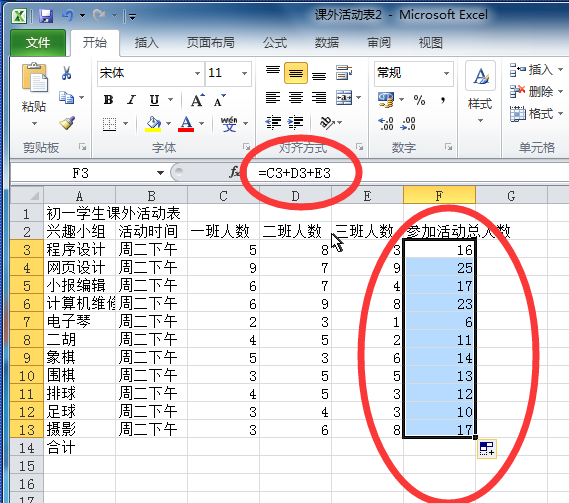 课外活动表2 - Microsoft Excel
文件 开始 插入 页面布局 公式 数据 审阅 视图
宋体 11 常规 插入
粘贴 B I U A A 样式 删除
% , 格式
wén 文
.00 .0
剪贴板 字体 对齐方式 数字 单元格
F3 fx =C3+D3+E3
A B C D E F G
1 初一学生课外活动表
2 兴趣小组 活动时间 一班人数 二班人数 三班人数 参加活动总人数
3 程序设计 周二下午 5 8 3 16
4 网页设计 周二下午 9 7 9 25
5 小报编辑 周二下午 6 7 4 17
6 计算机维修 周二下午 6 9 8 23
7 电子琴 周二下午 2 3 1 6
8 二胡 周二下午 4 5 2 11
9 象棋 周二下午 5 3 6 14
10 围棋 周二下午 3 5 5 13
11 排球 周二下午 4 5 3 12
12 足球 周二下午 3 4 3 10
13 摄影 周二下午 3 6 8 17
14 合计
15
16
17